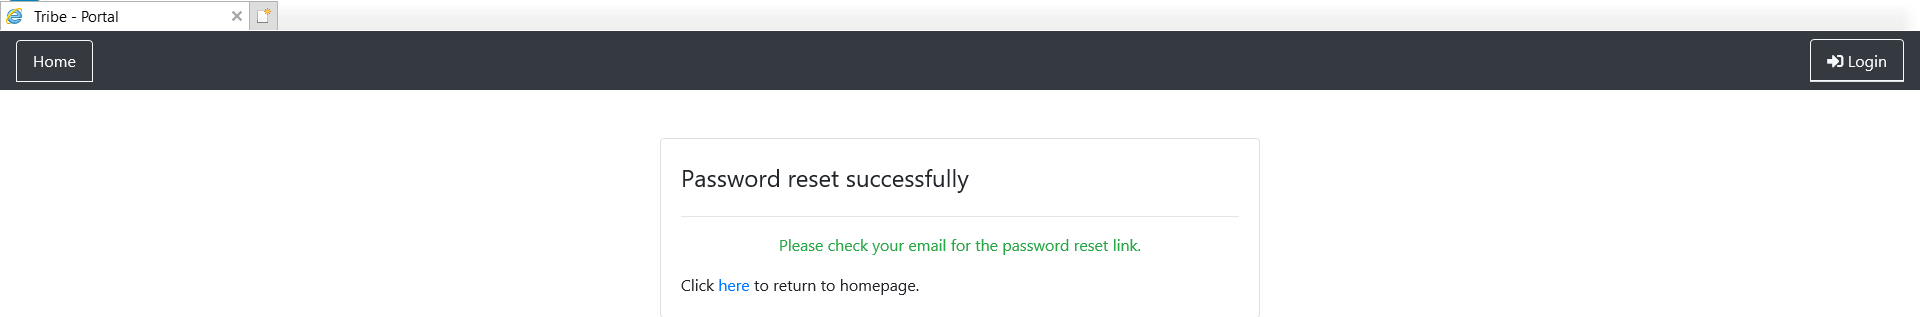 Tribe - Portal
Home
Login
Password reset successfully
Please check your email for the password reset link.
Click here to return to homepage.